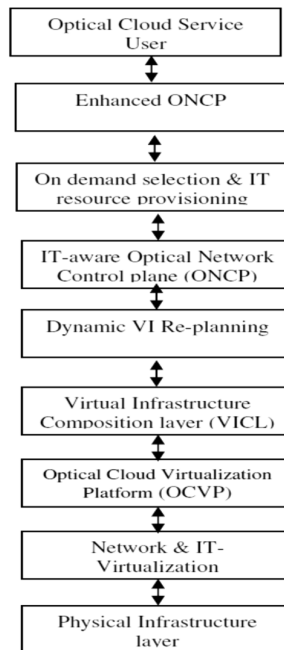 Optical Cloud Service
User
Enhanced ONCP
On demand selection & IT
resource provisioning
IT-aware Optical Network
Control plane (ONCP)
Dynamic VI Re-planning
Virtual Infrastructure
Composition layer (VICL)
Optical Cloud Virtualization
Platform (OCVP)
Network & IT-
Virtualization
Physical Infrastructure
layer